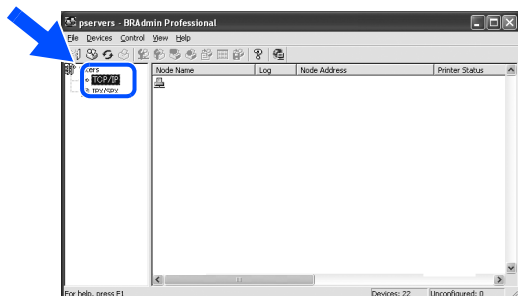 pservers - BRAdmin Professional
File Devices Control View Help
TCP/IP
IPX/SPX
Node Name Log Node Address Printer Status
For help, press F1
Devices: 22 Unconfigured: 0